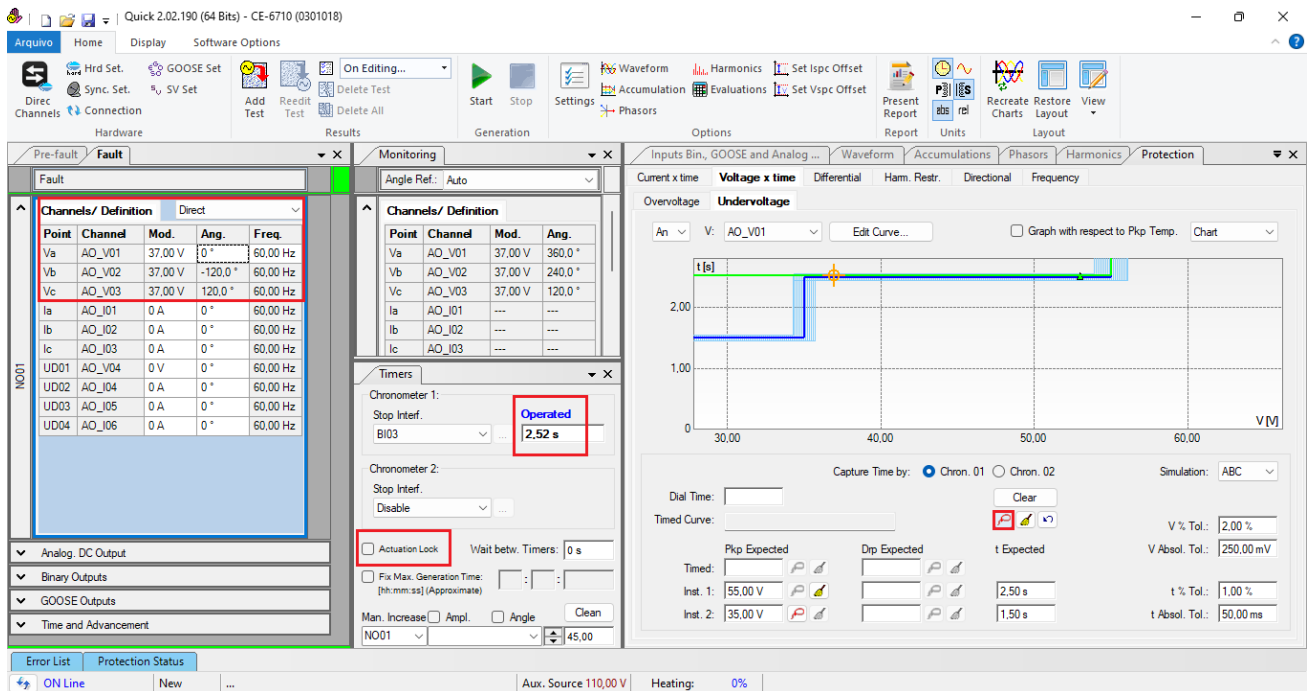 Quick 2.02.190 (64 Bits) - CE-6710 (0301018)
Arquivo Home Display Software Options
Direc Channels
Hrd Set.
Sync. Set.
Connection
GOOSE Set
SV Set
Hardware
Add Test
Reedit Test
On Editing...
Delete Test
Delete All
Results
Start
Stop
Generation
Settings
Waveform
Accumulation
Phasors
Harmonics
Evaluations
Set Ispc Offset
Set Vspc Offset
Options
Present Report
Report
abs rel
Units
Recreate Charts
Restore Layout
View
Layout
Pre-fault Fault
Fault
NO01
Channels/ Definition Direct
Point Channel Mod. Ang. Freq.
Va AO_V01 37,00 V 0 ° 60,00 Hz
Vb AO_V02 37,00 V -120,0 ° 60,00 Hz
Vc AO_V03 37,00 V 120,0 ° 60,00 Hz
Ia AO_I01 0 A 0 ° 60,00 Hz
Ib AO_I02 0 A 0 ° 60,00 Hz
Ic AO_I03 0 A 0 ° 60,00 Hz
UD01 AO_V04 0 V 0 ° 60,00 Hz
UD02 AO_I04 0 A 0 ° 60,00 Hz
UD03 AO_I05 0 A 0 ° 60,00 Hz
UD04 AO_I06 0 A 0 ° 60,00 Hz
Analog. DC Output
Binary Outputs
GOOSE Outputs
Time and Advancement
Monitoring
Angle Ref.: Auto
Channels/ Definition
Point Channel Mod. Ang.
Va AO_V01 37,00 V 360,0 °
Vb AO_V02 37,00 V 240,0 °
Vc AO_V03 37,00 V 120,0 °
Ia AO_I01 --- ---
Ib AO_I02 --- ---
Ic AO_I03 --- ---
Timers
Chronometer 1:
Stop Interf. Operated
BI03 ... 2,52 s
Chronometer 2:
Stop Interf.
Disable ...
Actuation Lock Wait betw. Timers: 0 s
Fix Max. Generation Time: : :
[hh:mm:ss] (Approximate)
Clean
Man. Increase Ampl. Angle
NO01 45,00
Inputs Bin., GOOSE and Analog ... Waveform Accumulations Phasors Harmonics Protection
Current x time Voltage x time Differential Harm. Restr. Directional Frequency
Overvoltage Undervoltage
An V: AO_V01 Edit Curve... Graph with respect to Pkp Temp. Chart
t [s]
2,00
1,00
0
30,00 40,00 50,00 60,00
V [V]
Capture Time by: Chron. 01 Chron. 02 Simulation: ABC
Dial Time: Clear
Timed Curve:
V % Tol.: 2,00 %
Pkp Expected Drp Expected t Expected V Absol. Tol.: 250,00 mV
Timed:
Inst. 1: 55,00 V 2,50 s t % Tol.: 1,00 %
Inst. 2: 35,00 V 1,50 s t Absol. Tol.: 50,00 ms
Error List Protection Status
ON Line New ... Aux. Source 110,00 V Heating: 0%